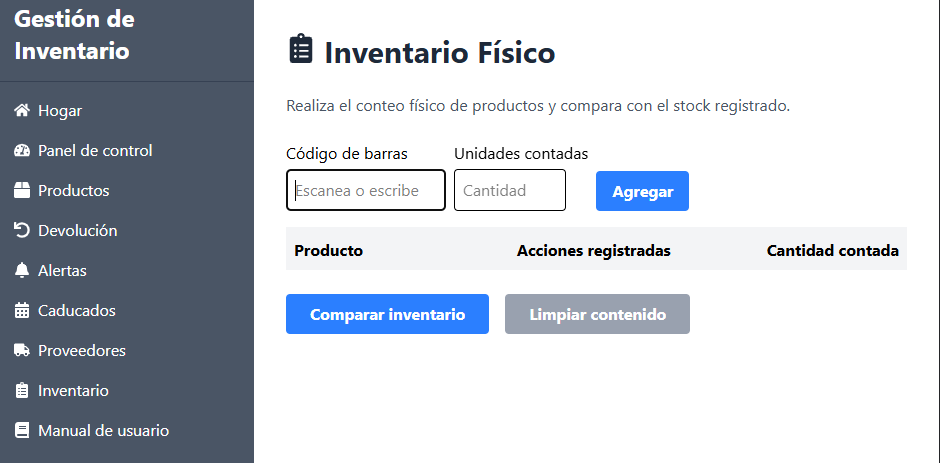 Gestión de
Inventario
Hogar
Panel de control
Productos
Devolución
Alertas
Caducados
Proveedores
Inventario
Manual de usuario
Inventario Físico
Realiza el conteo físico de productos y compara con el stock registrado.
Código de barras Unidades contadas
Escanea o escribe Cantidad Agregar
Producto Acciones registradas Cantidad contada
Comparar inventario Limpiar contenido